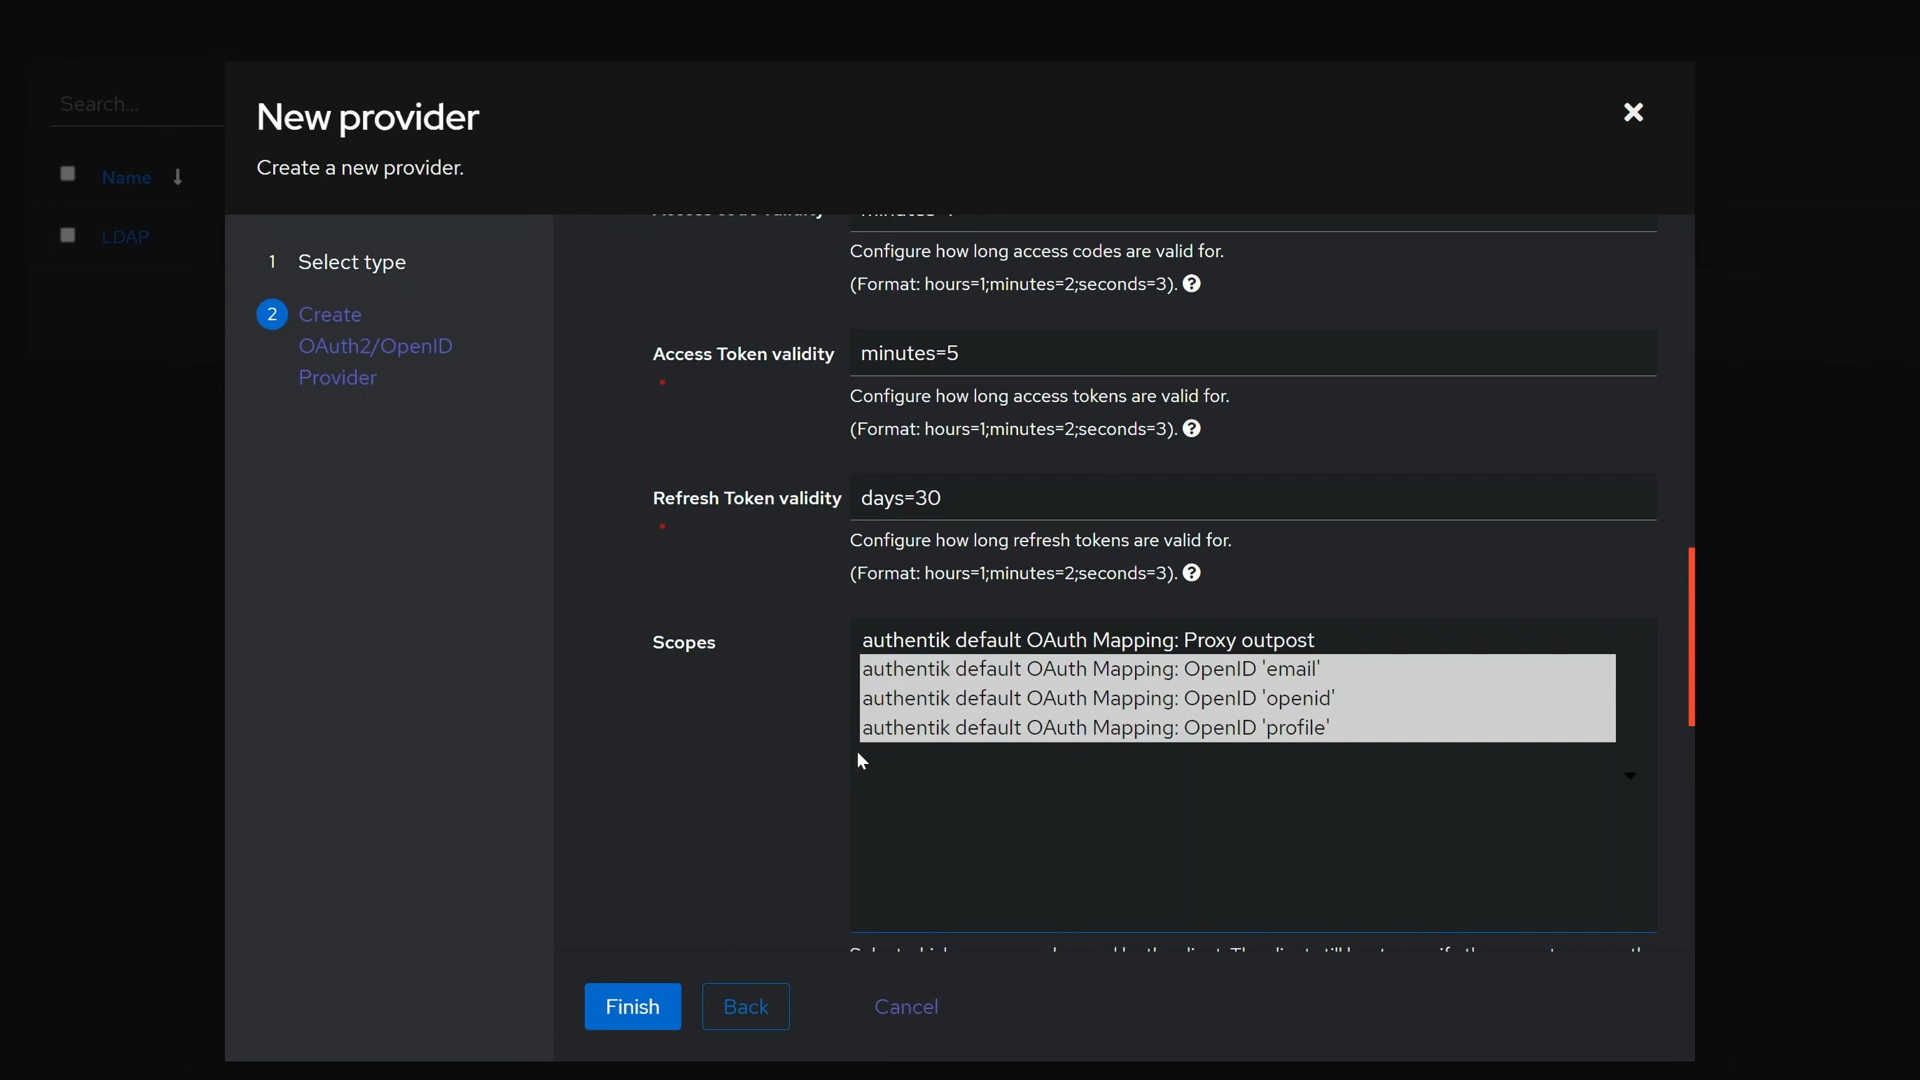 Search...
New provider
Create a new provider.
Name
LDAP
1 Select type
2 Create
OAuth2/OpenID
Provider
Configure how long access codes are valid for.
(Format: hours=1;minutes=2;seconds=3).
Access Token validity
*
minutes=5
Configure how long access tokens are valid for.
(Format: hours=1;minutes=2;seconds=3).
Refresh Token validity
*
days=30
Configure how long refresh tokens are valid for.
(Format: hours=1;minutes=2;seconds=3).
Scopes
authentik default OAuth Mapping: Proxy outpost
authentik default OAuth Mapping: OpenID 'email'
authentik default OAuth Mapping: OpenID 'openid'
authentik default OAuth Mapping: OpenID 'profile'
Finish
Back
Cancel